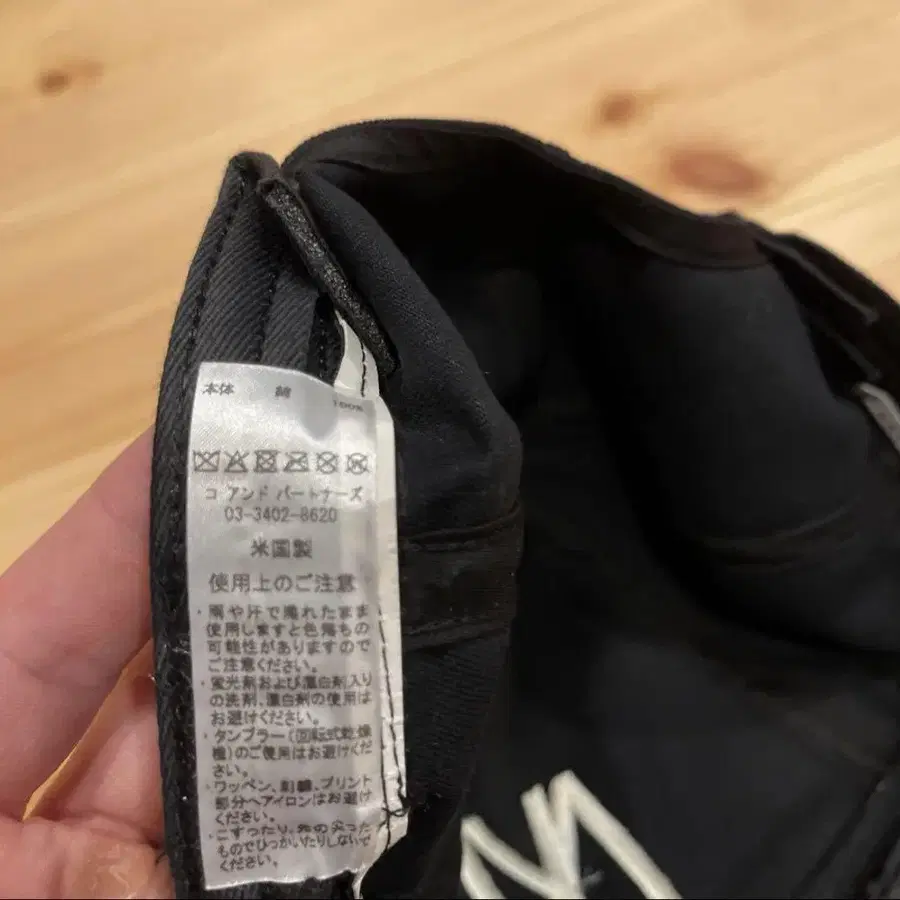 本体 綿 100%
コ アンド パートナーズ
03-3402-8620
米国製
使用上のご注意
・雨や汗で濡れたまま
使用しますと色落もの
可能性がありますので
ご注意ください。
・蛍光剤および漂白剤入り
の洗剤、漂白剤の使用は
お避けください。
・タンブラー(回転式乾燥
機)のご使用はお避けくだ
さい。
・ワッペン、刺繍、プリント
部分へアイロンはお避け
ください。
・こすったり、先の尖った
ものでひっかいたりしないで
ください。